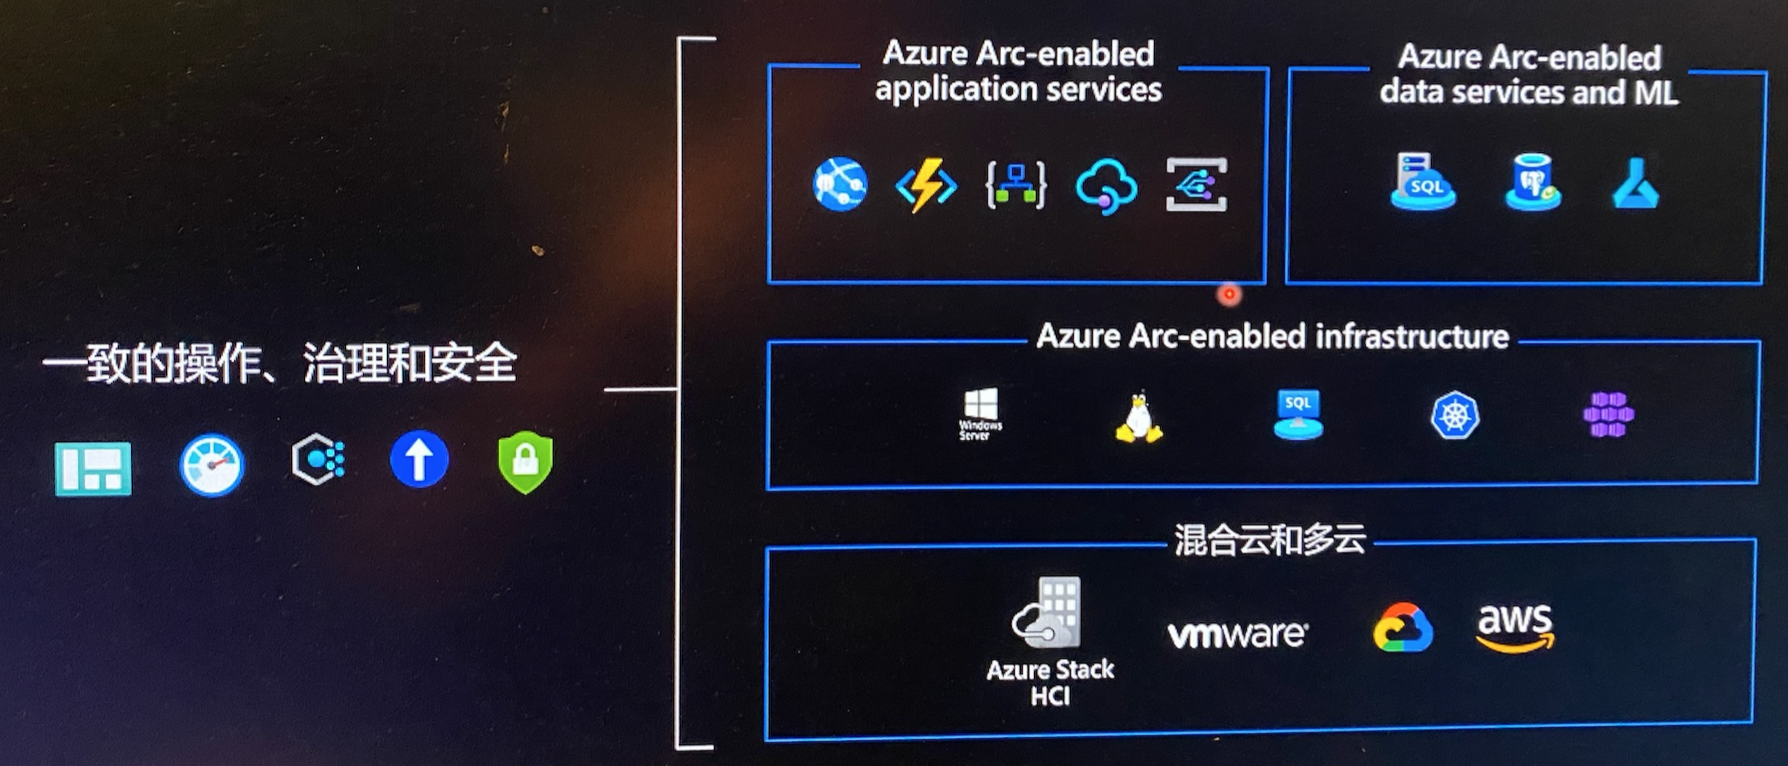 Azure Arc-enabled
application services
Azure Arc-enabled
data services and ML
SQL
一致的操作、治理和安全
Azure Arc-enabled infrastructure
Windows
Server
SQL
混合云和多云
Azure Stack
HCI
vmware®
aws